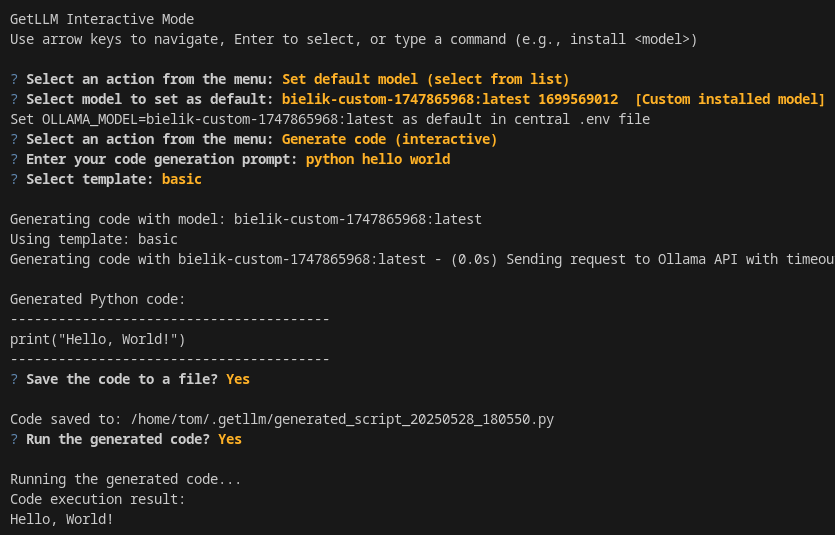 GetLLM Interactive Mode
Use arrow keys to navigate, Enter to select, or type a command (e.g., install <model>)
? Select an action from the menu: Set default model (select from list)
? Select model to set as default: bielik-custom-1747865968:latest 1699569012  [Custom installed model]
Set OLLAMA_MODEL=bielik-custom-1747865968:latest as default in central .env file
? Select an action from the menu: Generate code (interactive)
? Enter your code generation prompt: python hello world
? Select template: basic
Generating code with model: bielik-custom-1747865968:latest
Using template: basic
Generating code with bielik-custom-1747865968:latest - (0.0s) Sending request to Ollama API with timeou
Generated Python code:
----------------------------------------
print("Hello, World!")
----------------------------------------
? Save the code to a file? Yes
Code saved to: /home/tom/.getllm/generated_script_20250528_180550.py
? Run the generated code? Yes
Running the generated code...
Code execution result:
Hello, World!